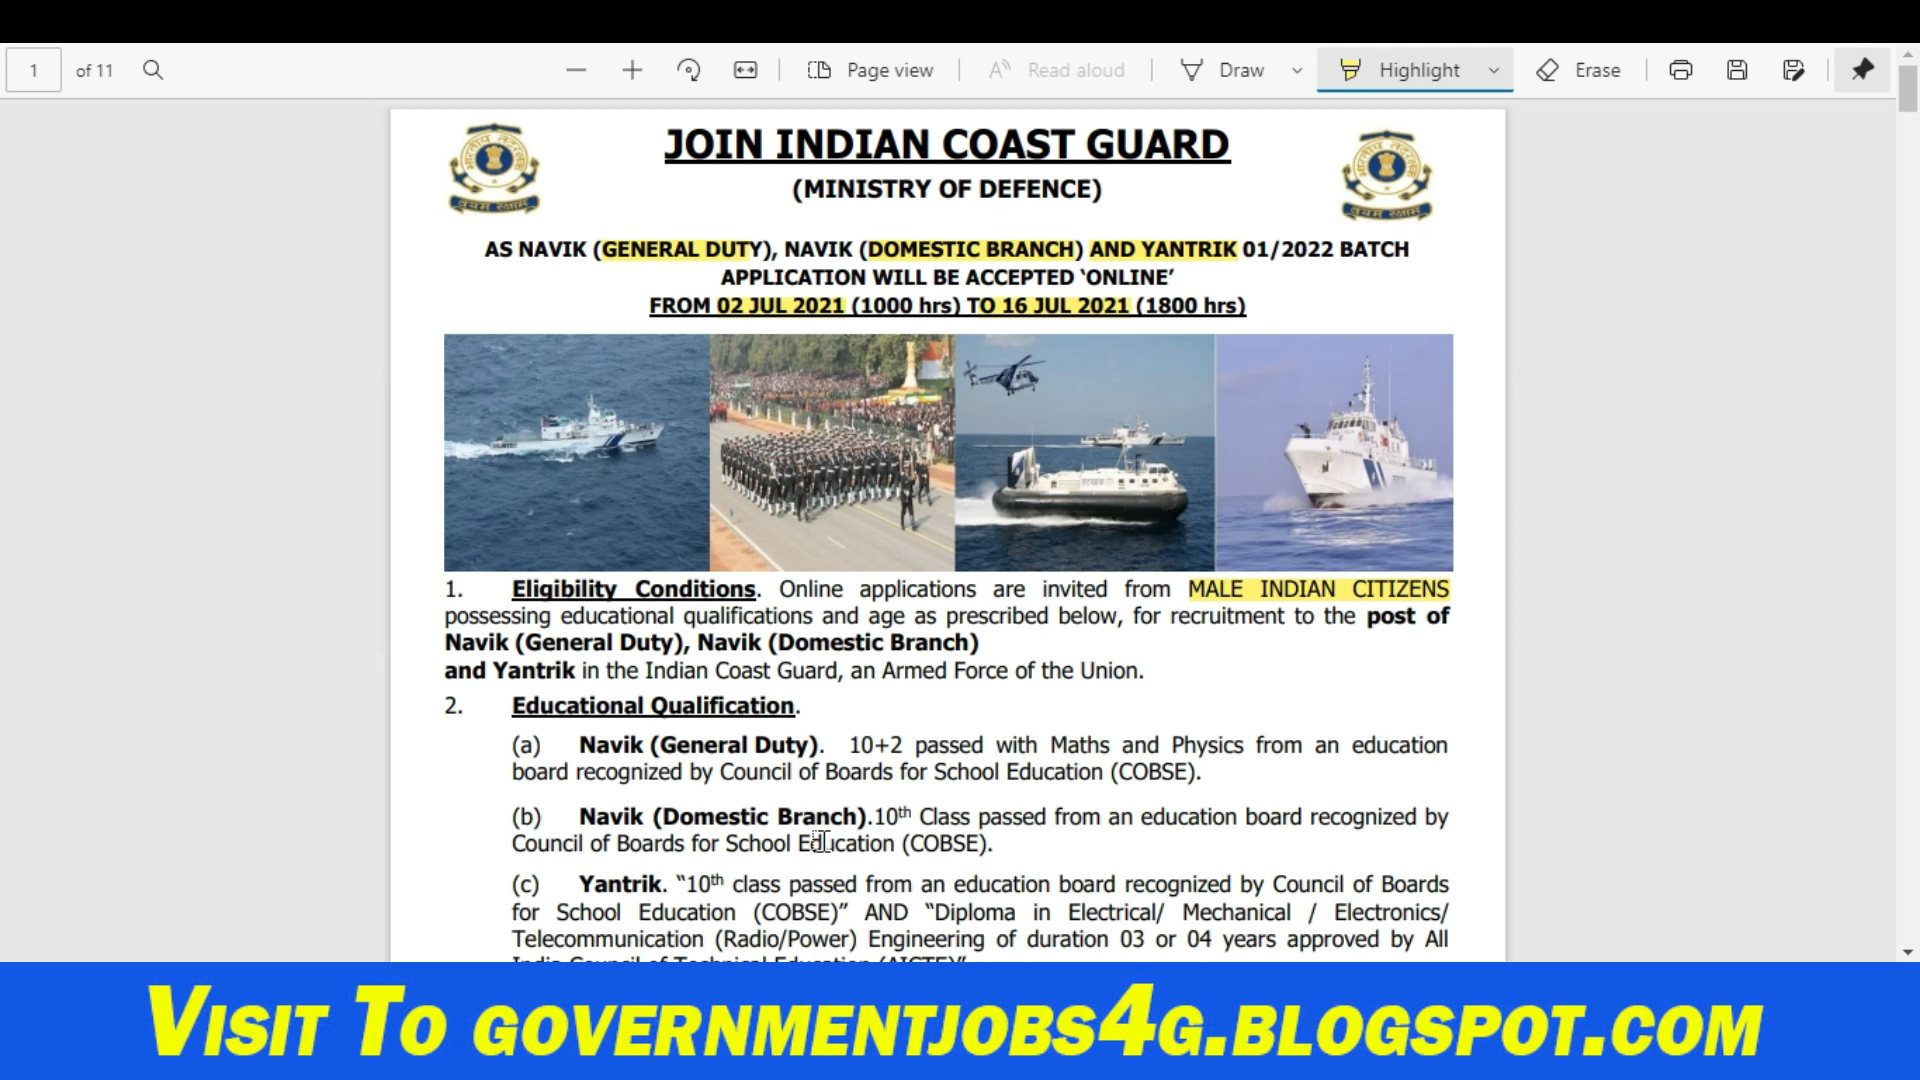 1 of 11 Page view Read aloud Draw Highlight Erase
JOIN INDIAN COAST GUARD
(MINISTRY OF DEFENCE)
AS NAVIK (GENERAL DUTY), NAVIK (DOMESTIC BRANCH) AND YANTRIK 01/2022 BATCH
APPLICATION WILL BE ACCEPTED ‘ONLINE’
FROM 02 JUL 2021 (1000 hrs) TO 16 JUL 2021 (1800 hrs)
1. Eligibility Conditions. Online applications are invited from MALE INDIAN CITIZENS
possessing educational qualifications and age as prescribed below, for recruitment to the post of
Navik (General Duty), Navik (Domestic Branch)
and Yantrik in the Indian Coast Guard, an Armed Force of the Union.
2. Educational Qualification.
(a) Navik (General Duty). 10+2 passed with Maths and Physics from an education
board recognized by Council of Boards for School Education (COBSE).
(b) Navik (Domestic Branch).10th Class passed from an education board recognized by
Council of Boards for School Education (COBSE).
(c) Yantrik. “10th class passed from an education board recognized by Council of Boards
for School Education (COBSE)” AND “Diploma in Electrical/ Mechanical / Electronics/
Telecommunication (Radio/Power) Engineering of duration 03 or 04 years approved by All
India Council of Technical Education (AICTE)”
VISIT TO GOVERNMENTJOBS4G.BLOGSPOT.COM